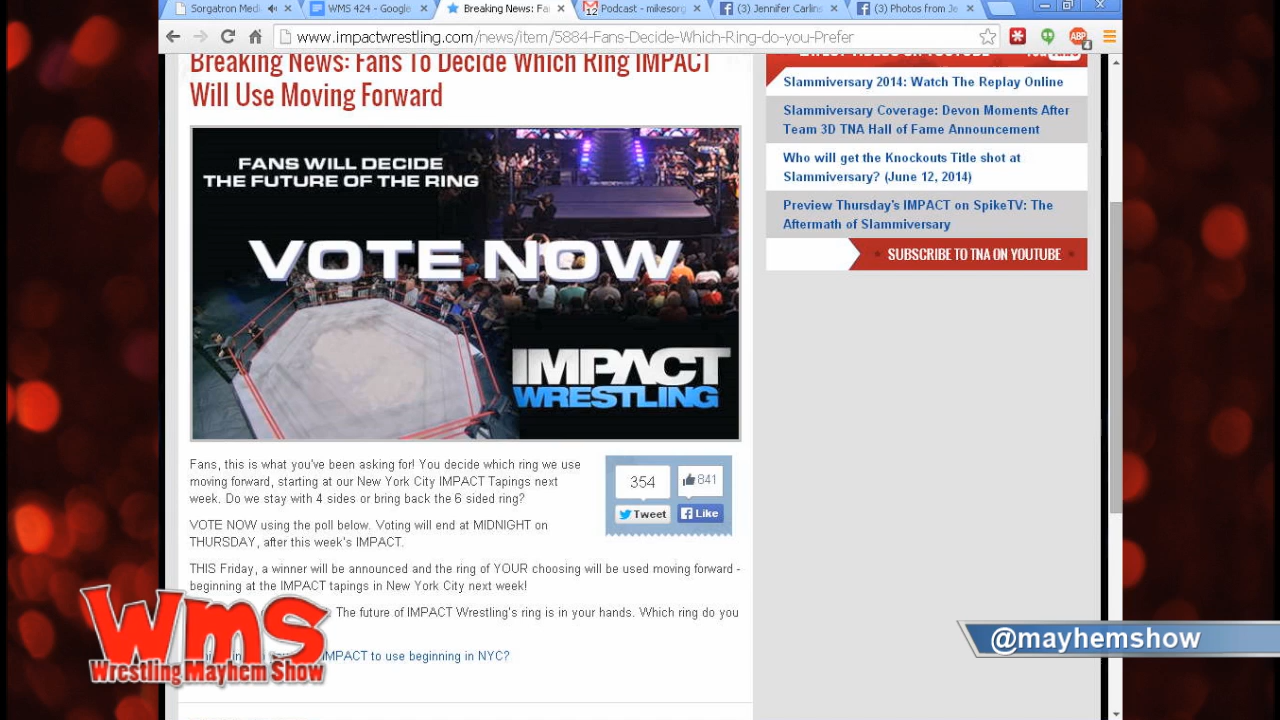 Sorgatron Medi
WMS 424 - Google
Breaking News: Fa
Podcast - mikesorg
(3) Jennifer Carlins
(3) Photos from Je
www.impactwrestling.com/news/item/5884-Fans-Decide-Which-Ring-do-you-Prefer
Breaking News: Fans To Decide Which Ring IMPACT
Will Use Moving Forward
FANS WILL DECIDE
THE FUTURE OF THE RING
VOTE NOW
IMPACT
WRESTLING
Fans, this is what you've been asking for! You decide which ring we use
moving forward, starting at our New York City IMPACT Tapings next
week. Do we stay with 4 sides or bring back the 6 sided ring?
354
841
Tweet
Like
VOTE NOW using the poll below. Voting will end at MIDNIGHT on
THURSDAY, after this week's IMPACT.
THIS Friday, a winner will be announced and the ring of YOUR choosing will be used moving forward -
beginning at the IMPACT tapings in New York City next week!
The future of IMPACT Wrestling's ring is in your hands. Which ring do you
IMPACT to use beginning in NYC?
Slammiversary 2014: Watch The Replay Online
Slammiversary Coverage: Devon Moments After
Team 3D TNA Hall of Fame Announcement
Who will get the Knockouts Title shot at
Slammiversary? (June 12, 2014)
Preview Thursday's IMPACT on SpikeTV: The
Aftermath of Slammiversary
SUBSCRIBE TO TNA ON YOUTUBE
WMS
Wrestling Mayhem Show
@mayhemshow